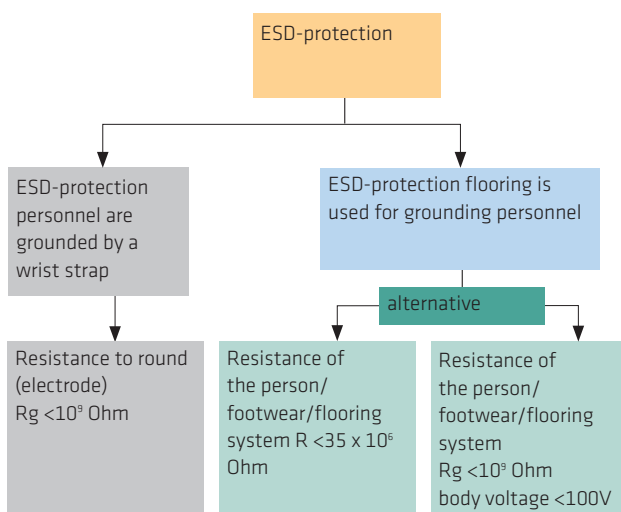 ESD-protection
ESD-protection
personnel are
grounded by a
wrist strap
ESD-protection flooring is
used for grounding personnel
alternative
Resistance to round
(electrode)
Rg <10⁹ Ohm
Resistance of
the person/
footwear/flooring
system R <35 x 10⁶
Ohm
Resistance of
the person/
footwear/flooring
system
Rg <10⁹ Ohm
body voltage <100V